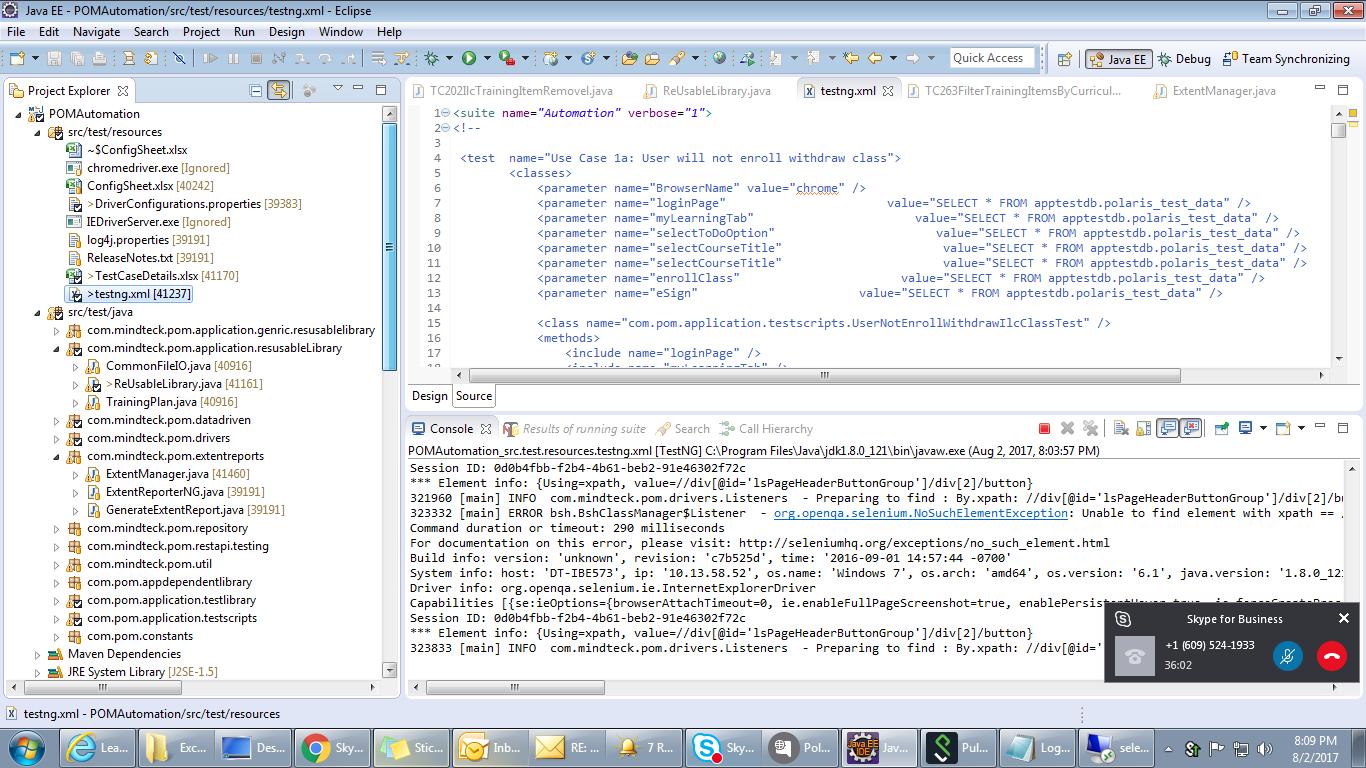 Java EE - POMAutomation/src/test/resources/testng.xml - Eclipse
File Edit Navigate Search Project Run Design Window Help
Quick Access Java EE Debug Team Synchronizing
Project Explorer
POMAutomation
src/test/resources
~$ConfigSheet.xlsx
chromedriver.exe [Ignored]
ConfigSheet.xlsx [40242]
>DriverConfigurations.properties [39383]
IEDriverServer.exe [Ignored]
log4j.properties [39191]
ReleaseNotes.txt [39191]
>TestCaseDetails.xlsx [41170]
>testng.xml [41237]
src/test/java
com.mindteck.pom.application.genric.resusablelibrary
com.mindteck.pom.application.resusableLibrary
CommonFileIO.java [40916]
>ReUsableLibrary.java [41161]
TrainingPlan.java [40916]
com.mindteck.pom.datadriven
com.mindteck.pom.drivers
com.mindteck.pom.extentreports
ExtentManager.java [41460]
ExtentReporterNG.java [39191]
GenerateExtentReport.java [39191]
com.mindteck.pom.repository
com.mindteck.pom.restapi.testing
com.mindteck.pom.util
com.pom.appdependentlibrary
com.pom.application.testlibrary
com.pom.application.testscripts
com.pom.constants
Maven Dependencies
JRE System Library [J2SE-1.5]
TC202IlcTrainingItemRemovel.java ReUsableLibrary.java testng.xml TC263FilterTrainingItemsByCurricul... ExtentManager.java
1 <suite name="Automation" verbose="1">
2 <!--
3
4 <test name="Use Case 1a: User will not enroll withdraw class">
5 <classes>
6 <parameter name="BrowserName" value="chrome" />
7 <parameter name="loginPage" value="SELECT * FROM apptestdb.polaris_test_data" />
8 <parameter name="myLearningTab" value="SELECT * FROM apptestdb.polaris_test_data" />
9 <parameter name="selectToDoOption" value="SELECT * FROM apptestdb.polaris_test_data" />
10 <parameter name="selectCourseTitle" value="SELECT * FROM apptestdb.polaris_test_data" />
11 <parameter name="selectCourseTitle" value="SELECT * FROM apptestdb.polaris_test_data" />
12 <parameter name="enrollClass" value="SELECT * FROM apptestdb.polaris_test_data" />
13 <parameter name="eSign" value="SELECT * FROM apptestdb.polaris_test_data" />
14
15 <class name="com.pom.application.testscripts.UserNotEnrollWithdrawIlcClassTest" />
16 <methods>
17 <include name="loginPage" />
Design Source
Console Results of running suite Search Call Hierarchy
POMAutomation_src.test.resources.testng.xml [TestNG] C:\Program Files\Java\jdk1.8.0_121\bin\javaw.exe (Aug 2, 2017, 8:03:57 PM)
Session ID: 0d0b4fbb-f2b4-4b61-beb2-91e46302f72c
*** Element info: {Using=xpath, value=//div[@id='lsPageHeaderButtonGroup']/div[2]/button}
321960 [main] INFO com.mindteck.pom.drivers.Listeners - Preparing to find : By.xpath: //div[@id='lsPageHeaderButtonGroup']/div[2]/bu
323332 [main] ERROR bsh.BshClassManager$Listener - org.openqa.selenium.NoSuchElementException: Unable to find element with xpath == /
Command duration or timeout: 290 milliseconds
For documentation on this error, please visit: http://seleniumhq.org/exceptions/no_such_element.html
Build info: version: 'unknown', revision: 'c7b525d', time: '2016-09-01 14:57:44 -0700'
System info: host: 'DT-IBE573', ip: '10.13.58.52', os.name: 'Windows 7', os.arch: 'amd64', os.version: '6.1', java.version: '1.8.0_121
Driver info: org.openqa.selenium.ie.InternetExplorerDriver
Capabilities [{se:ieOptions={browserAttachTimeout=0, ie.enableFullPageScreenshot=true,
Session ID: 0d0b4fbb-f2b4-4b61-beb2-91e46302f72c
*** Element info: {Using=xpath, value=//div[@id='lsPageHeaderButtonGroup']/div[2]/button}
323833 [main] INFO com.mindteck.pom.drivers.Listeners - Preparing to find : By.xpath: //div[@id='
Skype for Business
+1 (609) 524-1933
36:02
testng.xml - POMAutomation/src/test/resources
Lea... Exc... Des... Sky... Stic... Inb... RE: ... 7 R... Sky... Pol... Jav... Pul... Log... sele...
8:09 PM
8/2/2017